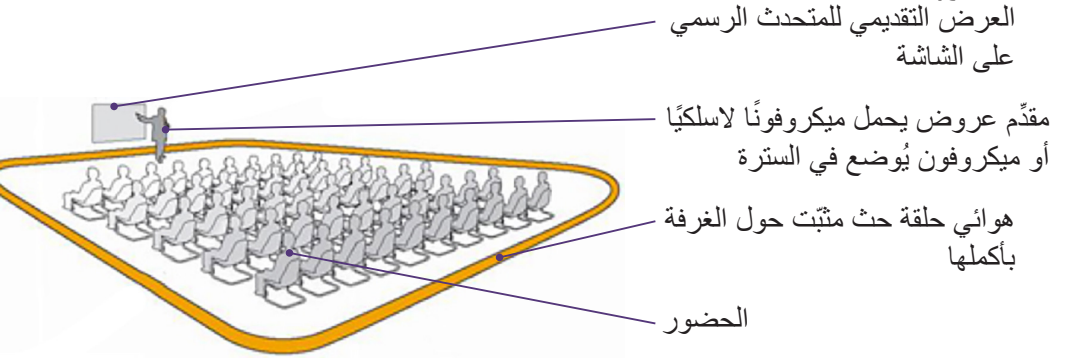 العرض التقديمي للمتحدث الرسمي
على الشاشة
مقدِّم عروض يحمل ميكروفونًا لاسلكيًا
أو ميكروفون يُوضع في السترة
هوائي حلقة حث مثبّت حول الغرفة
بأكملها
الحضور